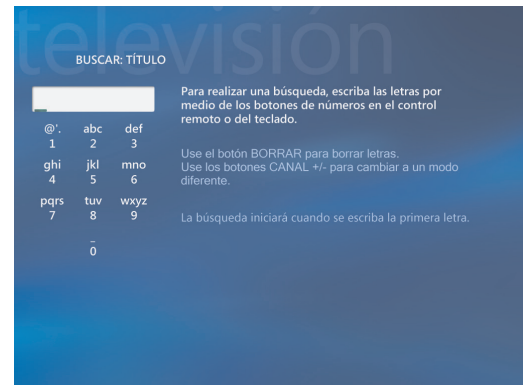 televisión
BUSCAR: TÍTULO
@'. abc def
1 2 3
ghi jkl mno
4 5 6
pqrs tuv wxyz
7 8 9
_
0
Para realizar una búsqueda, escriba las letras por
medio de los botones de números en el control
remoto o del teclado.
Use el botón BORRAR para borrar letras.
Use los botones CANAL +/- para cambiar a un modo
diferente.
La búsqueda iniciará cuando se escriba la primera letra.